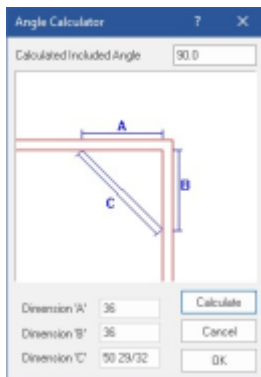 Angle Calculator ? ×
Calculated Included Angle 90.0
A
B
C
Dimension 'A' 36
Calculate
Dimension 'B' 36
Cancel
Dimension 'C' 50 29/32
OK